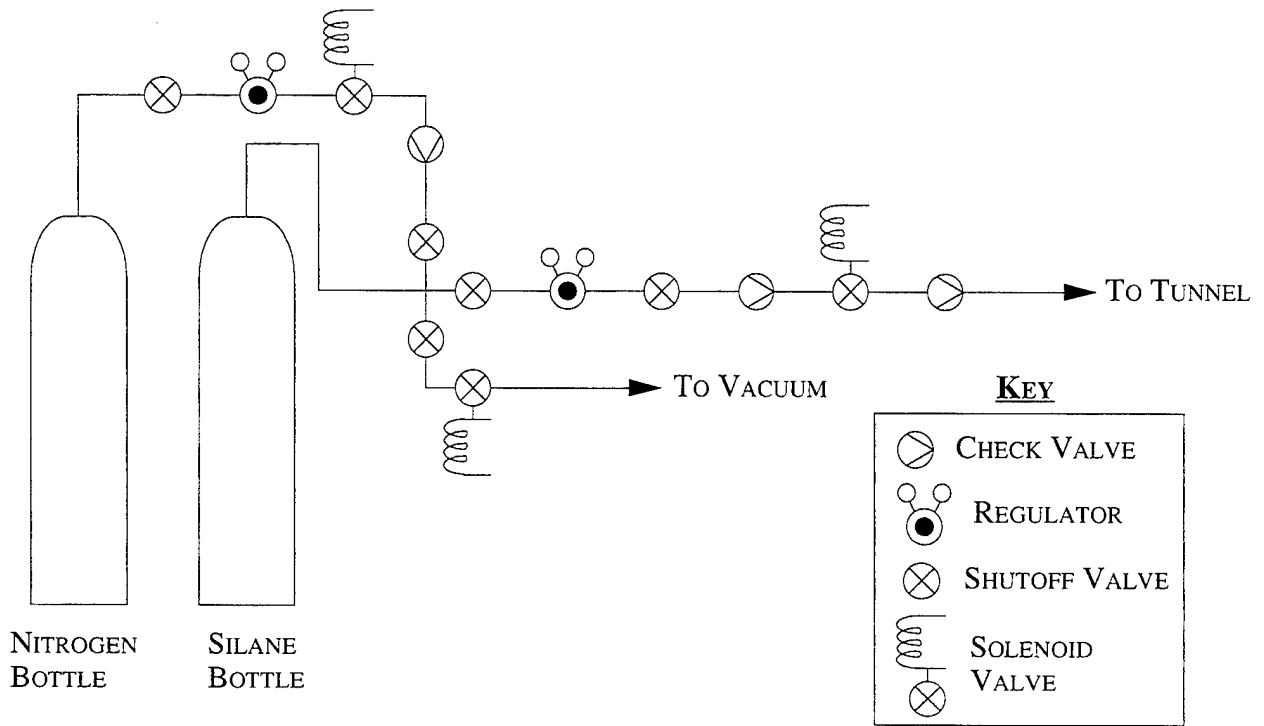 TO TUNNEL
TO VACUUM
KEY
CHECK VALVE
REGULATOR
SHUTOFF VALVE
SOLENOID
VALVE
NITROGEN
BOTTLE
SILANE
BOTTLE